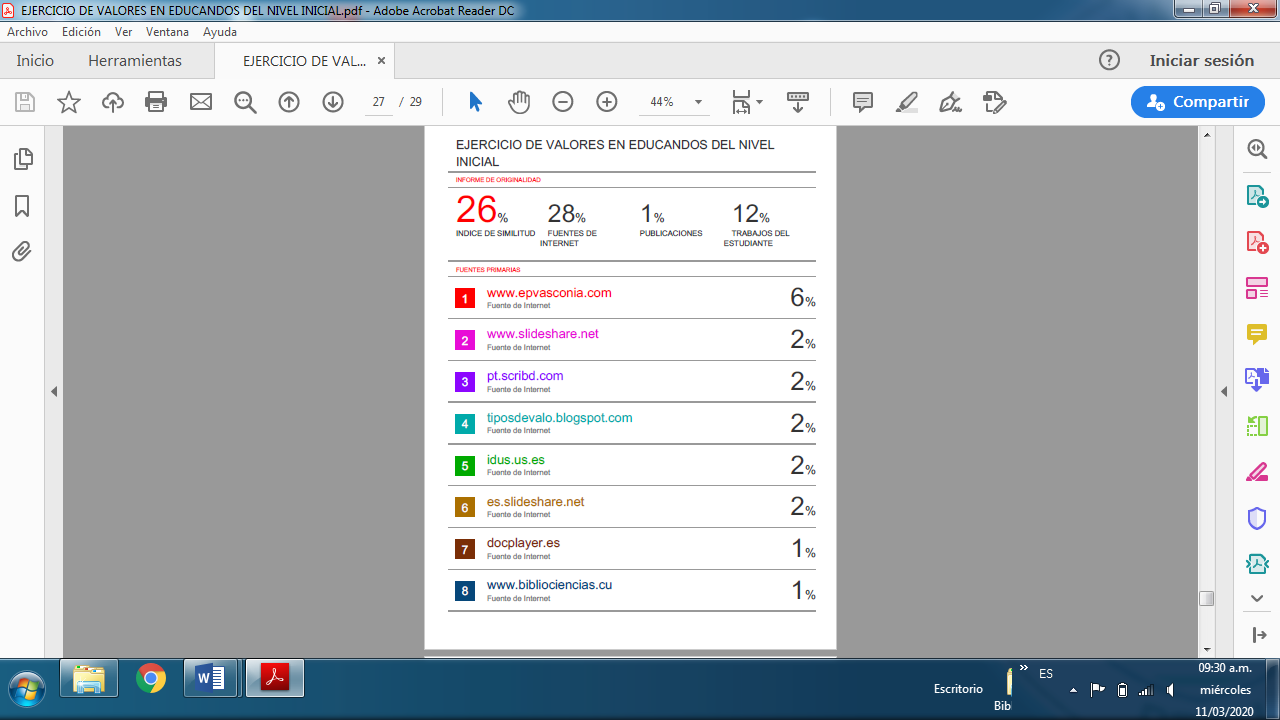 EJERCICIO DE VALORES EN EDUCANDOS DEL NIVEL INICIAL.pdf - Adobe Acrobat Reader DC
Archivo Edición Ver Ventana Ayuda
Inicio Herramientas EJERCICIO DE VAL... × ? Iniciar sesión
27 / 29 44% Compartir
EJERCICIO DE VALORES EN EDUCANDOS DEL NIVEL
INICIAL
INFORME DE ORIGINALIDAD
26% 28% 1% 12%
INDICE DE SIMILITUD FUENTES DE PUBLICACIONES TRABAJOS DEL
INTERNET ESTUDIANTE
FUENTES PRIMARIAS
1 www.epvasconia.com 6%
Fuente de Internet
2 www.slideshare.net 2%
Fuente de Internet
3 pt.scribd.com 2%
Fuente de Internet
4 tiposdevalo.blogspot.com 2%
Fuente de Internet
5 idus.us.es 2%
Fuente de Internet
6 es.slideshare.net 2%
Fuente de Internet
7 docplayer.es 1%
Fuente de Internet
8 www.bibliociencias.cu 1%
Fuente de Internet
Escritorio Bib » ES
09:30 a.m.
miércoles
11/03/2020